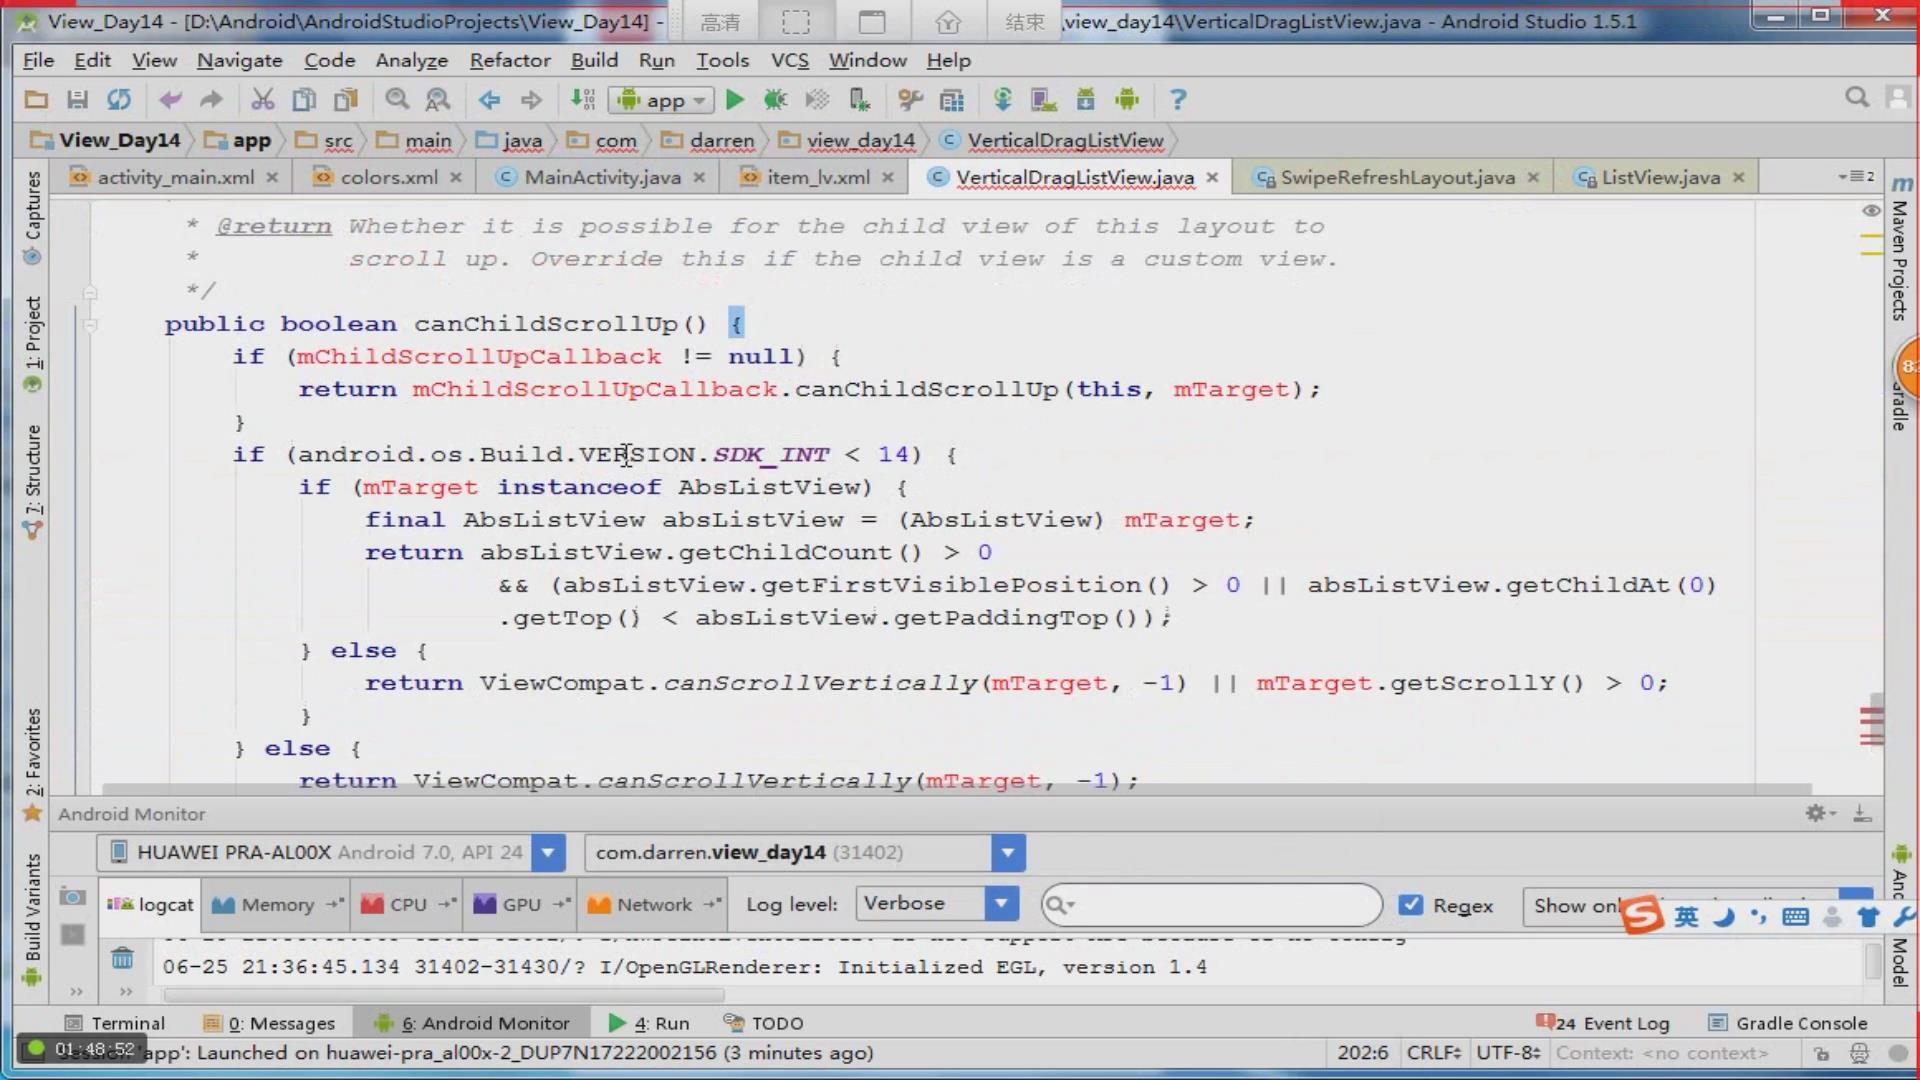 View_Day14 - [D:\Android\AndroidStudioProjects\View_Day14] -
高清
结束
\view_day14\VerticalDragListView.java - Android Studio 1.5.1
File Edit View Navigate Code Analyze Refactor Build Run Tools VCS Window Help
app
View_Day14 app src main java com darren view_day14 VerticalDragListView
activity_main.xml colors.xml MainActivity.java item_lv.xml VerticalDragListView.java SwipeRefreshLayout.java ListView.java 2
Captures
1: Project
7: Structure
2: Favorites
Build Variants
* @return Whether it is possible for the child view of this layout to
* scroll up. Override this if the child view is a custom view.
*/
public boolean canChildScrollUp() {
if (mChildScrollUpCallback != null) {
return mChildScrollUpCallback.canChildScrollUp(this, mTarget);
}
if (android.os.Build.VERSION.SDK_INT < 14) {
if (mTarget instanceof AbsListView) {
final AbsListView absListView = (AbsListView) mTarget;
return absListView.getChildCount() > 0
&& (absListView.getFirstVisiblePosition() > 0 || absListView.getChildAt(0)
.getTop() < absListView.getPaddingTop());
} else {
return ViewCompat.canScrollVertically(mTarget, -1) || mTarget.getScrollY() > 0;
}
} else {
return ViewCompat.canScrollVertically(mTarget, -1);
m
Maven Projects
Gradle
Model
Android Monitor
HUAWEI PRA-AL00X Android 7.0, API 24
com.darren.view_day14 (31402)
logcat Memory CPU GPU Network Log level: Verbose Regex Show onl
英
06-25 21:36:45.134 31402-31430/? I/OpenGLRenderer: Initialized EGL, version 1.4
Terminal 0: Messages 6: Android Monitor 4: Run TODO 24 Event Log Gradle Console
01:48:52
'app': Launched on huawei-pra_al00x-2_DUP7N17222002156 (3 minutes ago)
202:6 CRLF UTF-8 Context: <no context>